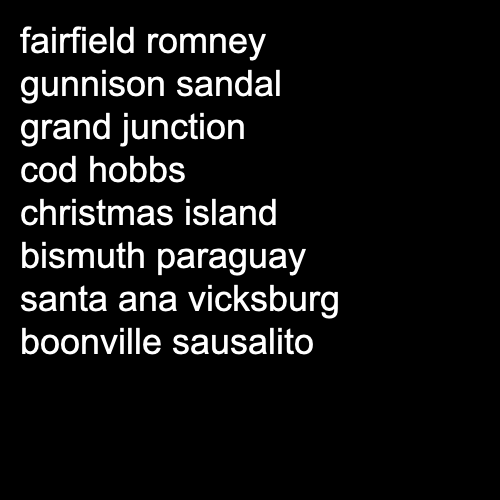 fairfield romney
gunnison sandal
grand junction
cod hobbs
christmas island
bismuth paraguay
santa ana vicksburg
boonville sausalito